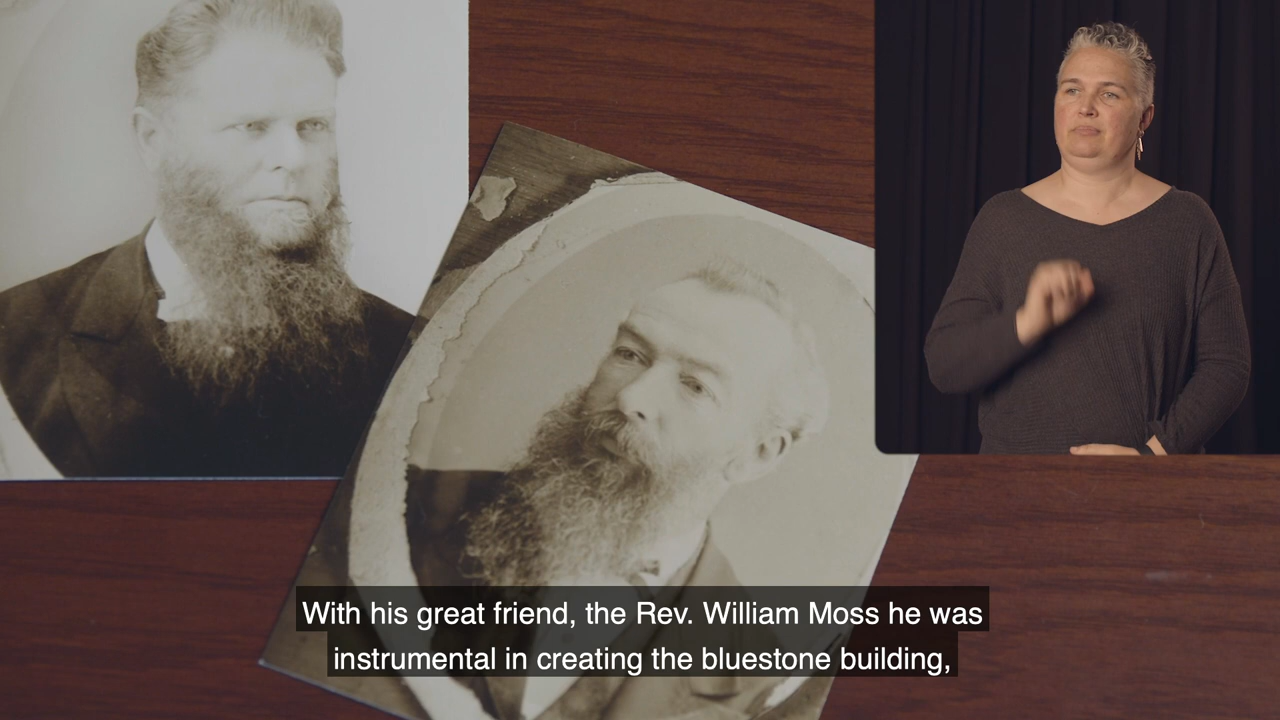 With his great friend, the Rev. William Moss he was
instrumental in creating the bluestone building,